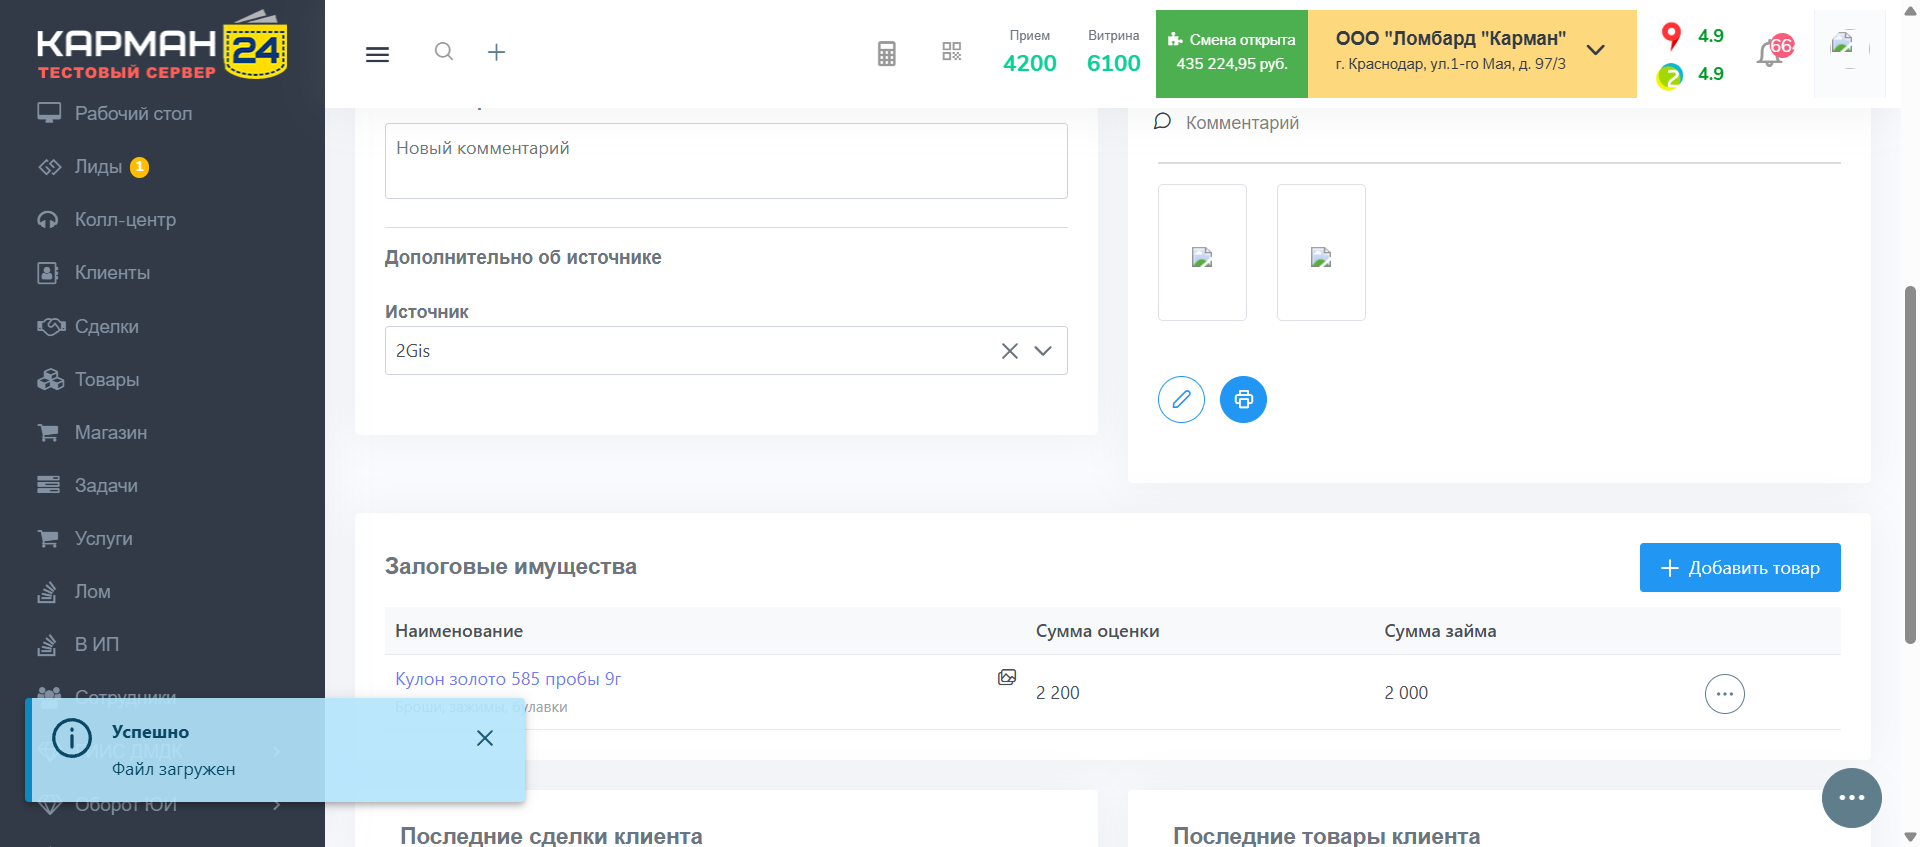 КАРМАН 24
ТЕСТОВЫЙ СЕРВЕР
Рабочий стол
Лиды 1
Колл-центр
Клиенты
Сделки
Товары
Магазин
Задачи
Услуги
Лом
В ИП
Сотрудники
Оборот ЮИ
Прием
4200
Витрина
6100
Смена открыта
435 224,95 руб.
ООО "Ломбард "Карман"
г. Краснодар, ул.1-го Мая, д. 97/3
4.9
4.9
66
Новый комментарий
Дополнительно об источнике
Источник
2Gis
Комментарий
Залоговые имущества
Добавить товар
Наименование
Сумма оценки
Сумма займа
Кулон золото 585 пробы 9г
Броши, зажимы, булавки
2 200
2 000
Успешно
Файл загружен
Последние сделки клиента
Последние товары клиента